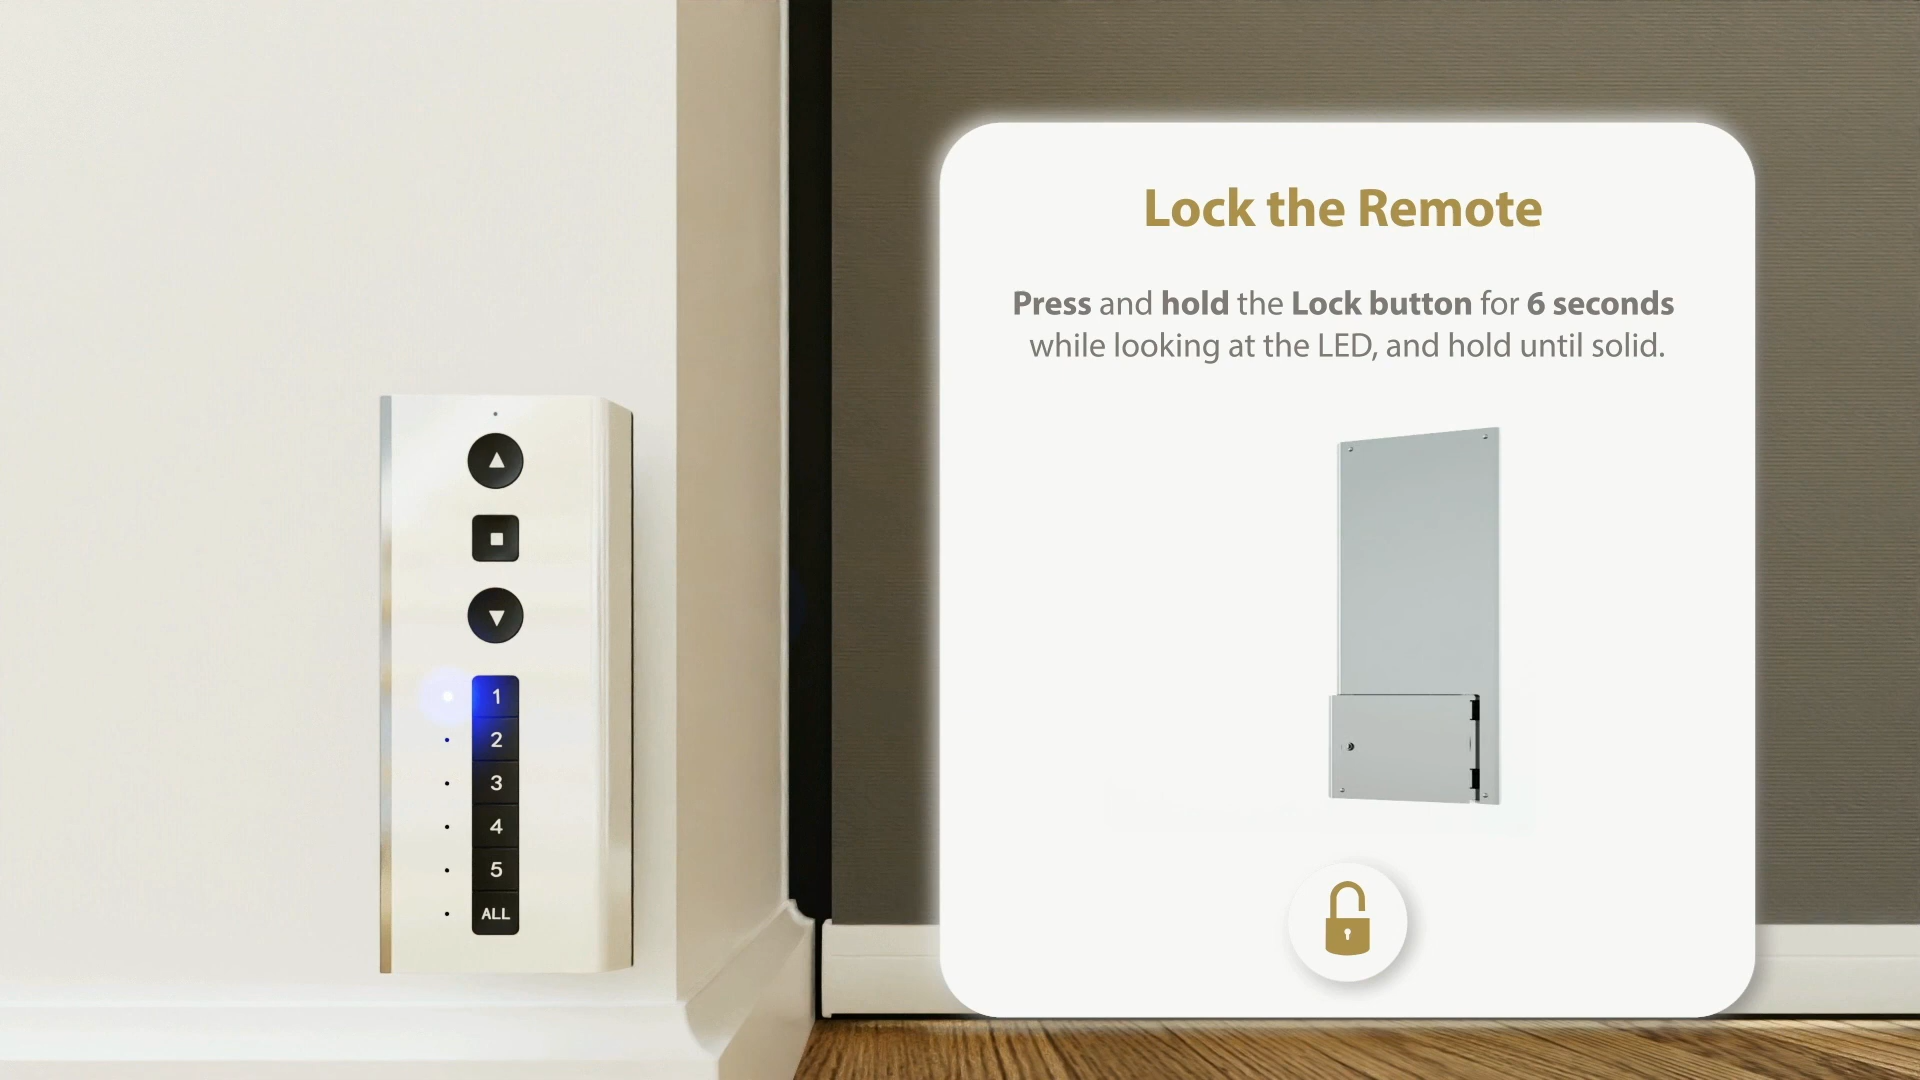 Lock the Remote
Press and hold the Lock button for 6 seconds
while looking at the LED, and hold until solid.
1
2
3
4
5
ALL